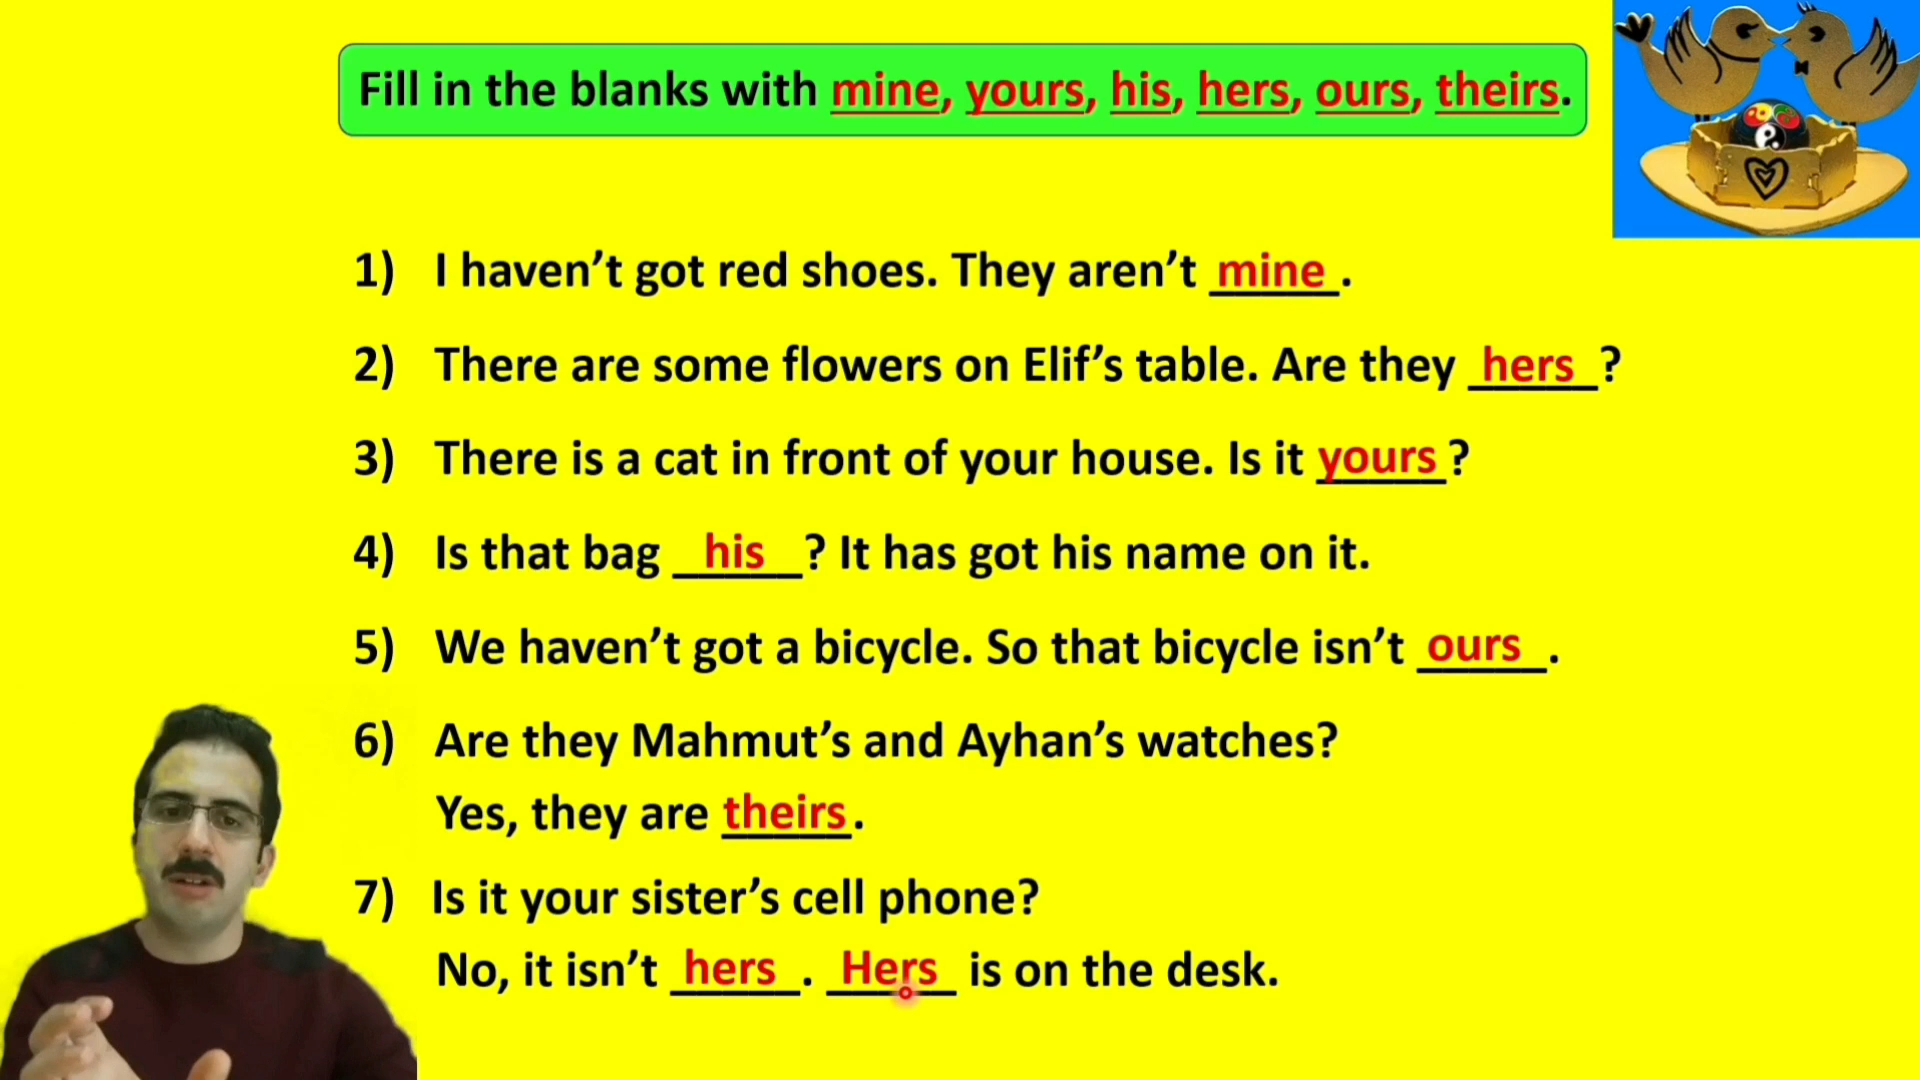 Fill in the blanks with mine, yours, his, hers, ours, theirs.
1) I haven’t got red shoes. They aren’t mine.
2) There are some flowers on Elif’s table. Are they hers?
3) There is a cat in front of your house. Is it yours?
4) Is that bag his? It has got his name on it.
5) We haven’t got a bicycle. So that bicycle isn’t ours.
6) Are they Mahmut’s and Ayhan’s watches?
Yes, they are theirs.
7) Is it your sister’s cell phone?
No, it isn’t hers. Hers is on the desk.